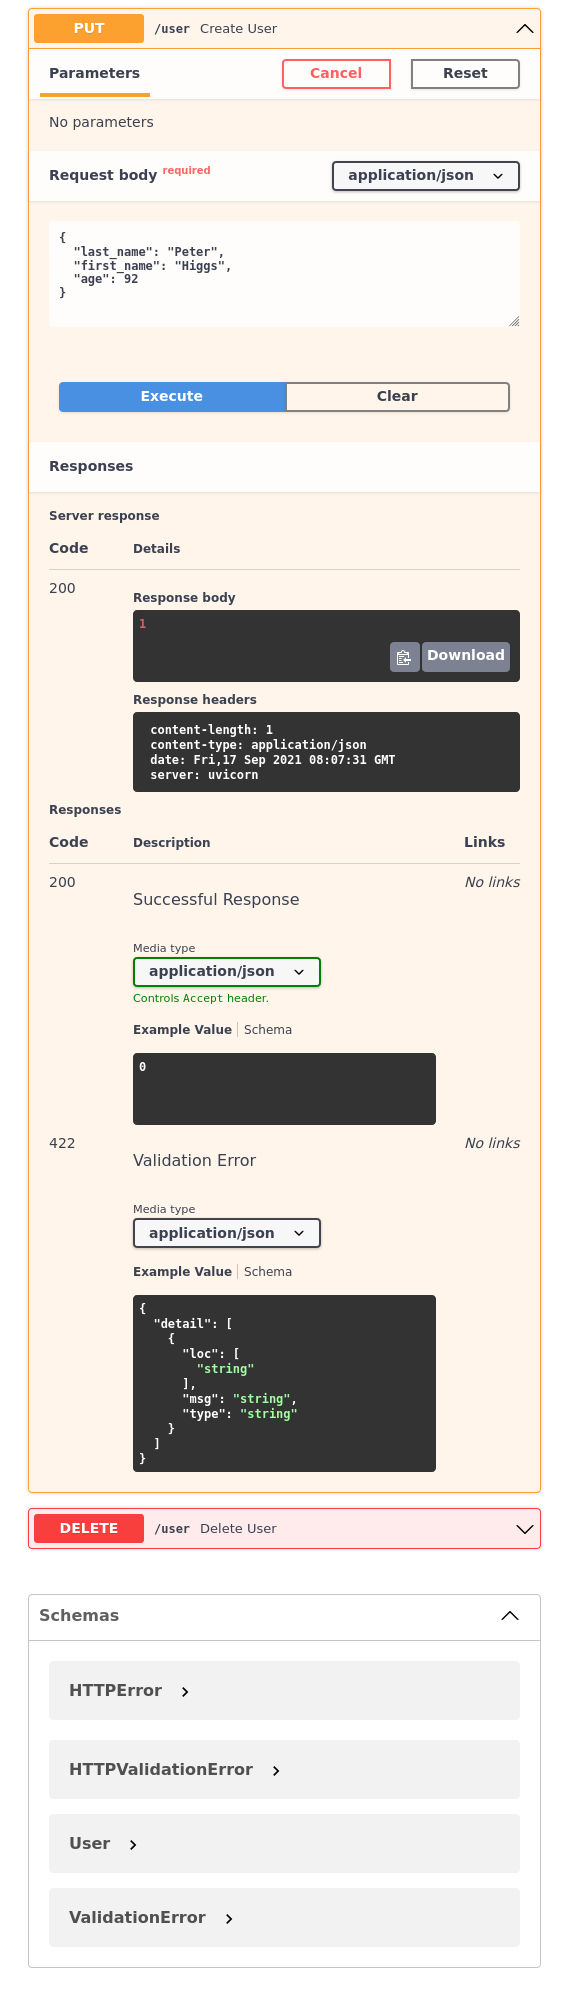 PUT /user Create User
Parameters Cancel Reset
No parameters
Request body required application/json
{
  "last_name": "Peter",
  "first_name": "Higgs",
  "age": 92
}
Execute Clear
Responses
Server response
Code Details
200
Response body
1
Download
Response headers
content-length: 1
content-type: application/json
date: Fri,17 Sep 2021 08:07:31 GMT
server: uvicorn
Responses
Code Description Links
200 No links
Successful Response
Media type
application/json
Controls Accept header.
Example Value Schema
0
422 No links
Validation Error
Media type
application/json
Example Value Schema
{
  "detail": [
    {
      "loc": [
        "string"
      ],
      "msg": "string",
      "type": "string"
    }
  ]
}
DELETE /user Delete User
Schemas
HTTPError
HTTPValidationError
User
ValidationError